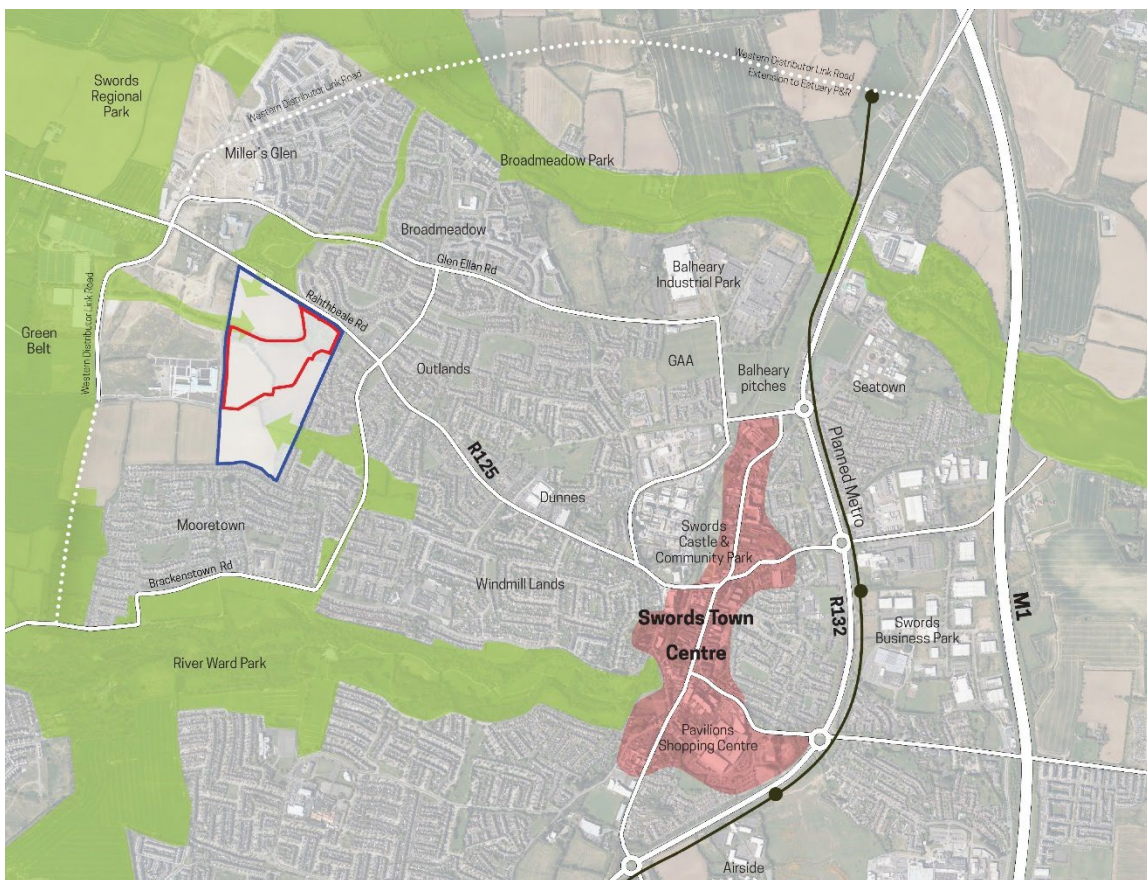 Swords
Regional
Park
Western Distributor Link Road
Miller's Glen
Western Distributor Link Road
Extension to Estuary P&R
Broadmeadow Park
Broadmeadow
Glen Ellan Rd
Balheary
Industrial Park
Rahthbeale Rd
Green
Belt
Western Distributor Link Road
Outlands
GAA
Balheary
pitches
Seatown
R125
Planned Metro
Dunnes
Mooretown
Swords
Castle &
Community Park
Brackenstown Rd
Windmill Lands
Swords Town
Centre
R132
Swords
Business Park
M1
River Ward Park
Pavilions
Shopping Centre
Airside